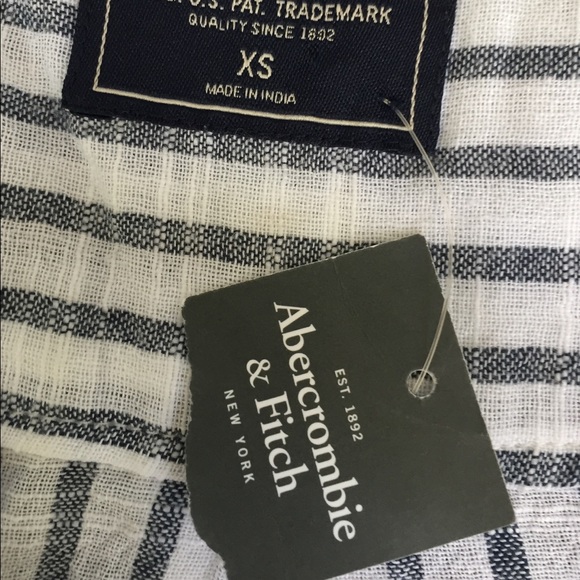 U.S. PAT. TRADEMARK
QUALITY SINCE 1892
XS
MADE IN INDIA
EST. 1892
Abercrombie
& Fitch
NEW YORK